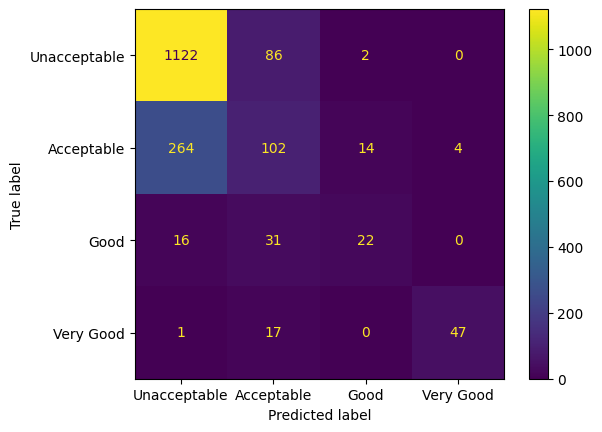 Unacceptable 1122 86 2 0
Acceptable 264 102 14 4
Good 16 31 22 0
Very Good 1 17 0 47
Unacceptable Acceptable Good Very Good
Predicted label
True label
1000
800
600
400
200
0